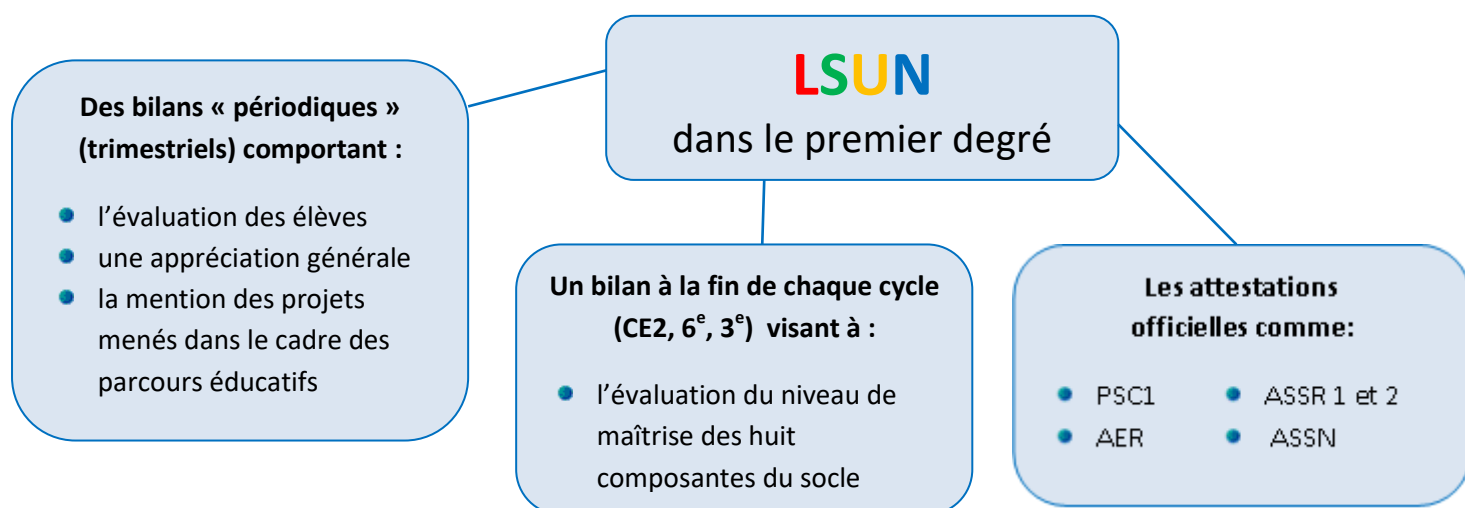 LSUN
dans le premier degré
Des bilans « périodiques »
(trimestriels) comportant :
l’évaluation des élèves
une appréciation générale
la mention des projets
menés dans le cadre des
parcours éducatifs
Un bilan à la fin de chaque cycle
(CE2, 6e, 3e) visant à :
l’évaluation du niveau de
maîtrise des huit
composantes du socle
Les attestations
officielles comme:
PSC1
ASSR 1 et 2
AER
ASSN